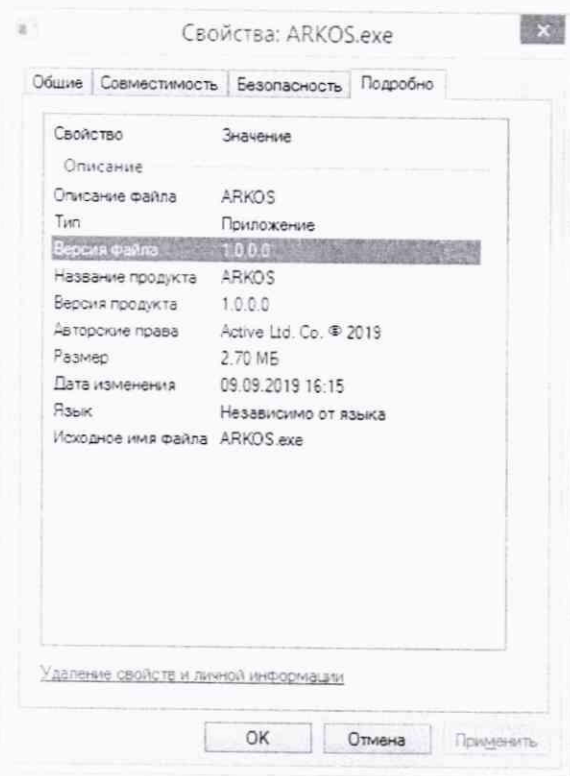 Свойства: ARKOS.exe
Общие Совместимость Безопасность Подробно
Свойство Значение
Описание
Описание файла ARKOS
Тип Приложение
Версия файла 1.0.0.0
Название продукта ARKOS
Версия продукта 1.0.0.0
Авторские права Active Ltd. Co. © 2019
Размер 2.70 МБ
Дата изменения 09.09.2019 16:15
Язык Независимо от языка
Исходное имя файла ARKOS.exe
Удаление свойств и личной информации
OK Отмена Применить